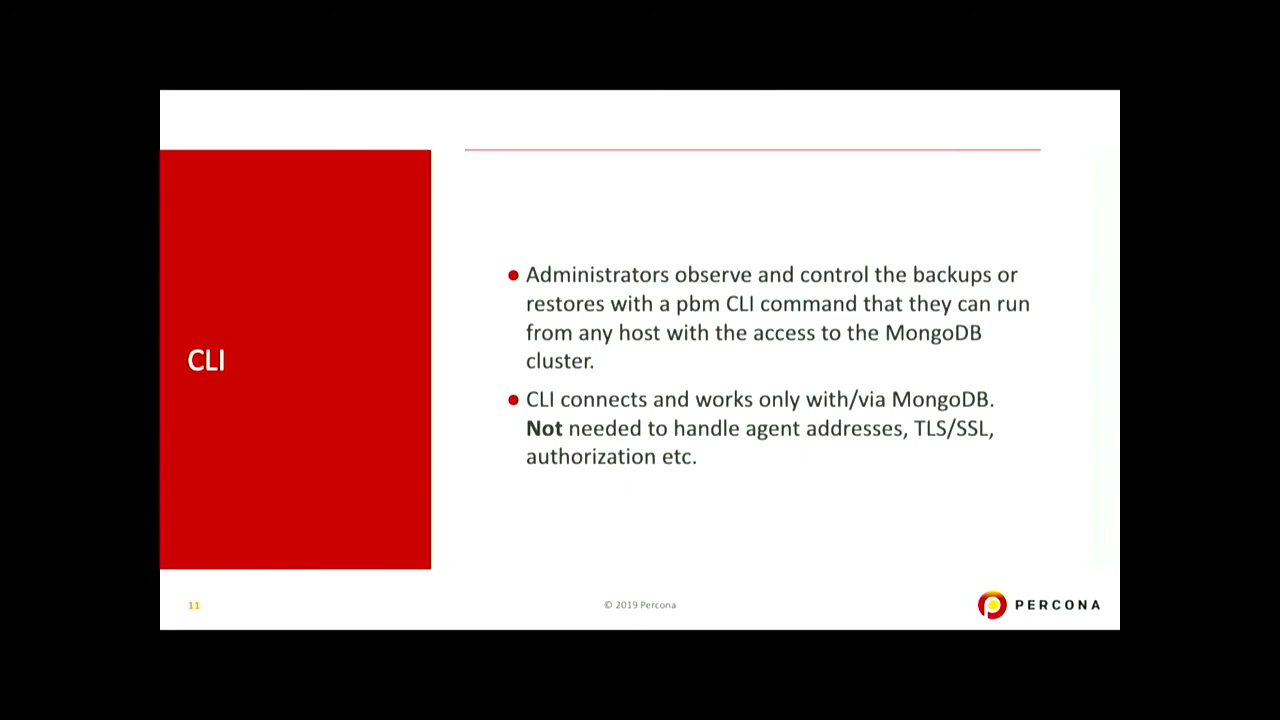 CLI
● Administrators observe and control the backups or
restores with a pbm CLI command that they can run
from any host with the access to the MongoDB
cluster.
● CLI connects and works only with/via MongoDB.
Not needed to handle agent addresses, TLS/SSL,
authorization etc.
11
© 2019 Percona
PERCONA